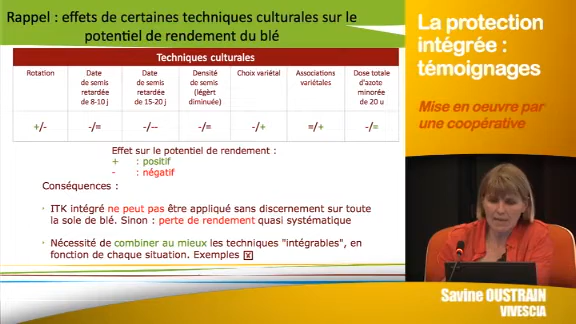 Rappel : effets de certaines techniques culturales sur le
potentiel de rendement du blé
Techniques culturales
Rotation
Date
de semis
retardée
de 8-10 j
Date
de semis
retardée
de 15-20 j
Densité
de semis
(légèrt
diminuée)
Choix variétal
Associations
variétales
Dose totale
d'azote
minorée
de 20 u
+/-
-/=
-/--
-/=
-/+
=/+
-/=
Effet sur le potentiel de rendement :
+ : positif
- : négatif
Conséquences :
• ITK intégré ne peut pas être appliqué sans discernement sur toute
la sole de blé. Sinon : perte de rendement quasi systématique
• Nécessité de combiner au mieux les techniques "intégrables", en
fonction de chaque situation. Exemples
La protection
intégrée :
témoignages
Mise en oeuvre par
une coopérative
Savine OUSTRAIN
VIVESCIA